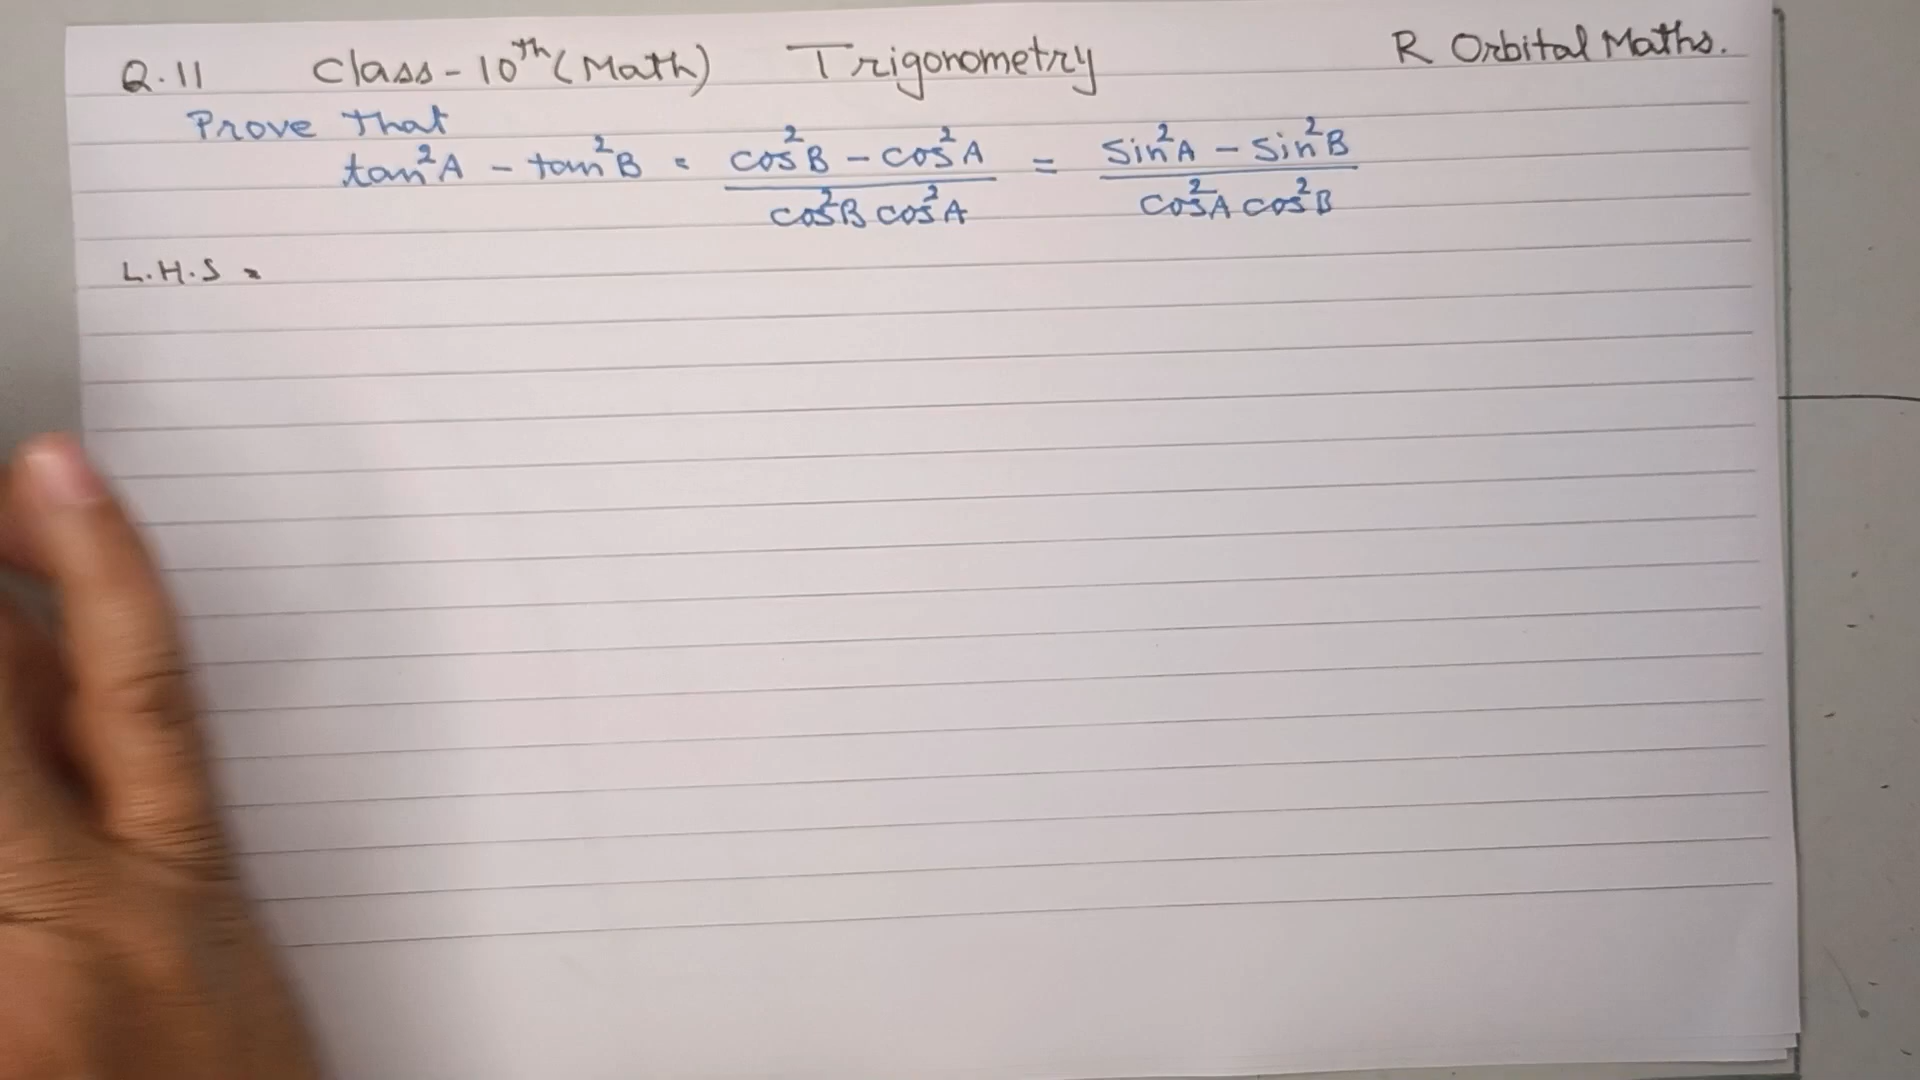 Q.11 Class-10th (Math) Trigonometry R Orbital Maths.
Prove That
tan²A - tan²B = cos²B - cos²A / cos²B cos²A = Sin²A - Sin²B / cos²A cos²B
L.H.S =